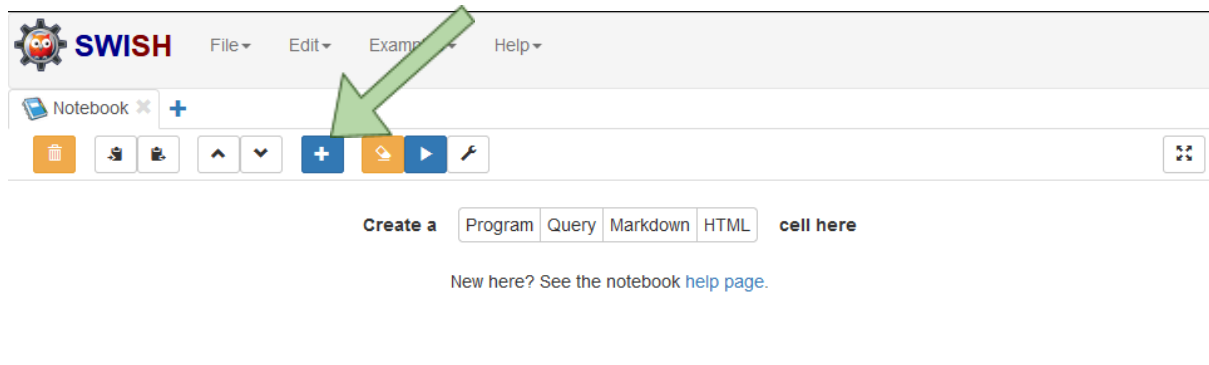 SWISH File Edit Help
Notebook
Create a Program Query Markdown HTML cell here
New here? See the notebook help page.